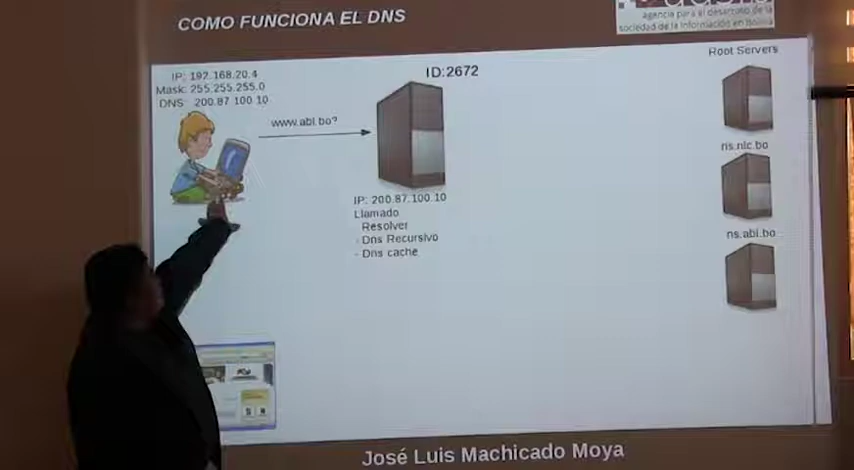 COMO FUNCIONA EL DNS
agencia para el desarrollo de la
sociedad de la información en Bolivia
IP: 192.168.20.4
Mask: 255.255.255.0
DNS 200.87 100 10
www.abi.bo?
ID:2672
IP: 200.87.100.10
Llamado
Resolver
- Dns Recursivo
- Dns cache
Root Servers
ns.nic.bo
ns.abi.bo
José Luis Machicado Moya